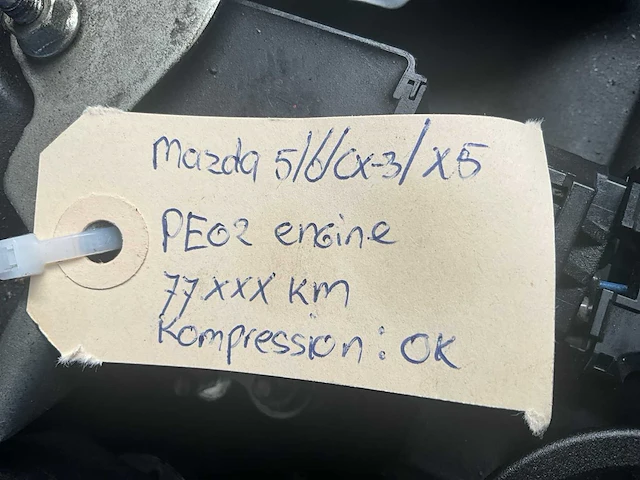 Mazda 5/6/CX-3/X5
PE02 engine
77XXX KM
Kompression: OK